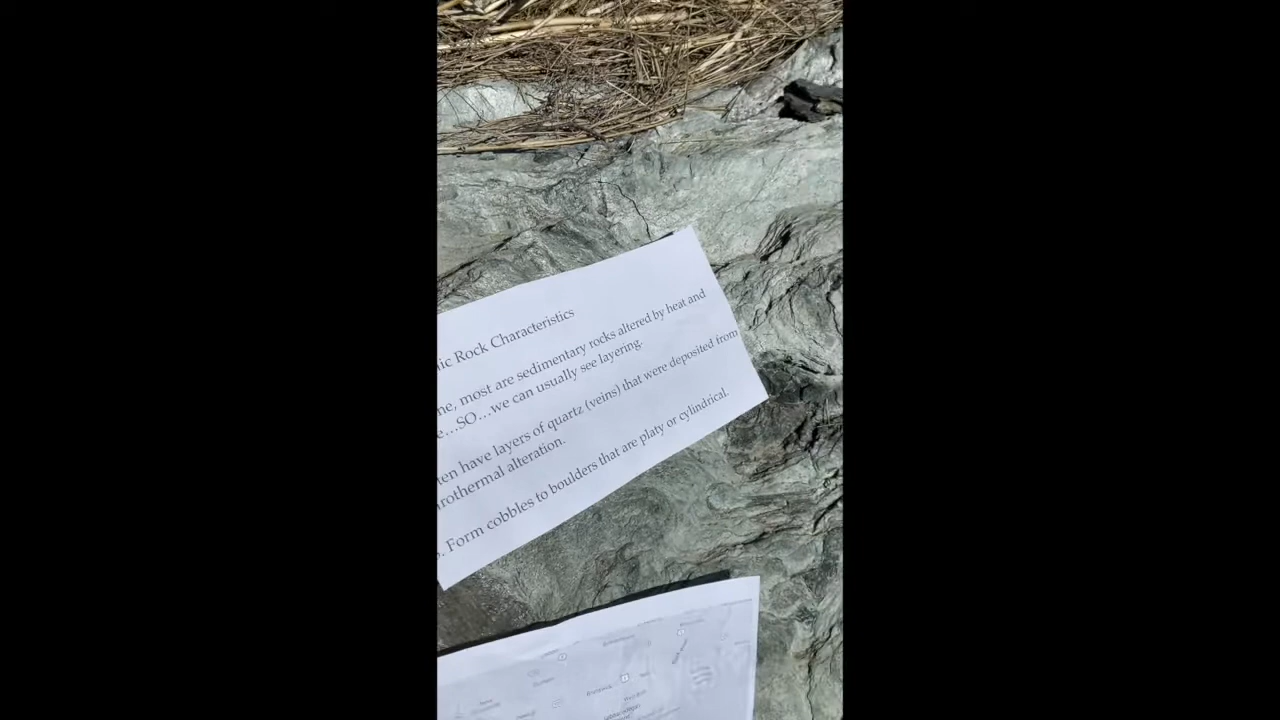 ic Rock Characteristics
ne, most are sedimentary rocks altered by heat and
e...SO...we can usually see layering.
ten have layers of quartz (veins) that were deposited from
rothermal alteration.
. Form cobbles to boulders that are platy or cylindrical.
Brunswick